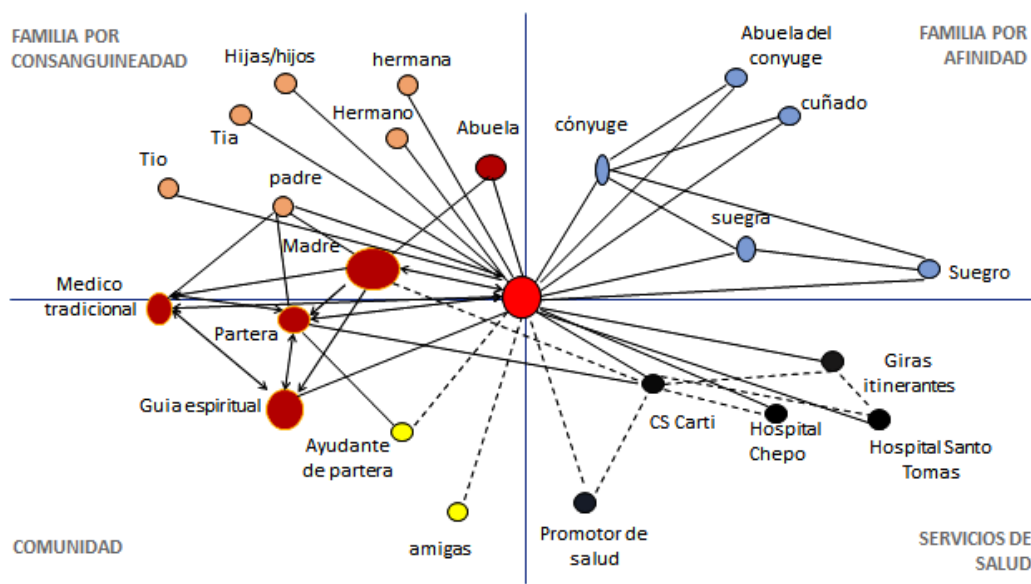 FAMILIA POR
CONSANGUINEADAD
Hijas/hijos
hermana
Hermano
Tia
Abuela
Tio
padre
Madre
Abuela del
conyuge
FAMILIA POR
AFINIDAD
cuñado
cónyuge
suegra
Suegro
Medico
tradicional
Partera
Guia espiritual
Ayudante
de partera
amigas
COMUNIDAD
Giras
itinerantes
CS Carti
Hospital
Chepo
Hospital Santo
Tomas
Promotor de
salud
SERVICIOS DE
SALUD